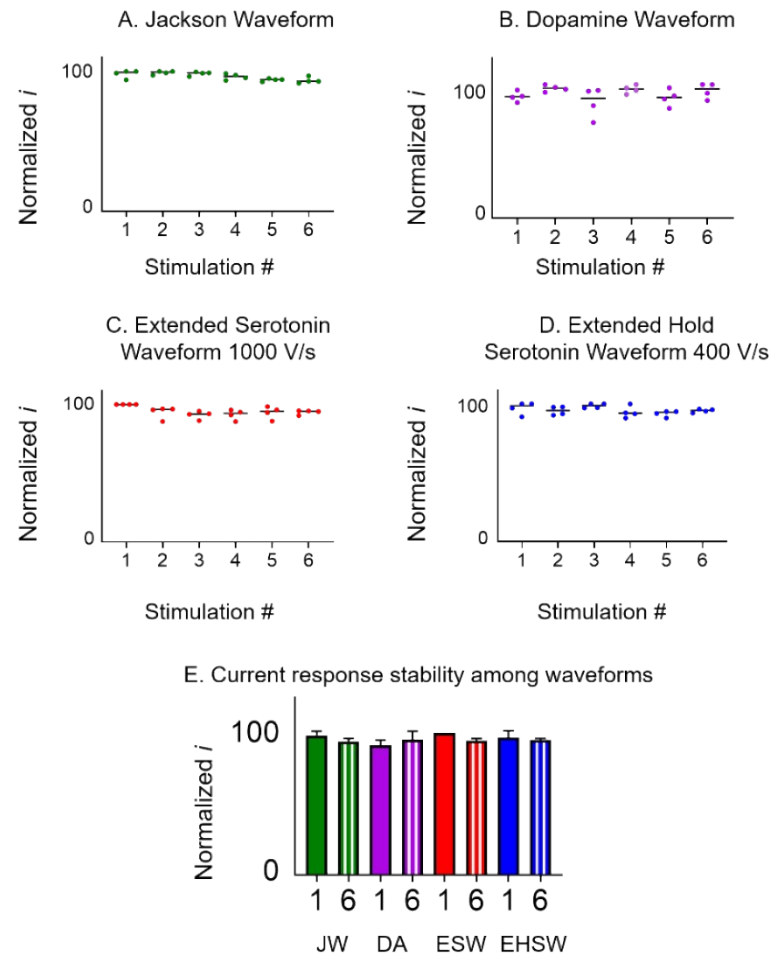 A. Jackson Waveform
Normalized i
100
0
1 2 3 4 5 6
Stimulation #
B. Dopamine Waveform
Normalized i
100
0
1 2 3 4 5 6
Stimulation #
C. Extended Serotonin
Waveform 1000 V/s
Normalized i
100
0
1 2 3 4 5 6
Stimulation #
D. Extended Hold
Serotonin Waveform 400 V/s
Normalized i
100
0
1 2 3 4 5 6
Stimulation #
E. Current response stability among waveforms
Normalized i
100
0
1 6 1 6 1 6 1 6
JW DA ESW EHSW